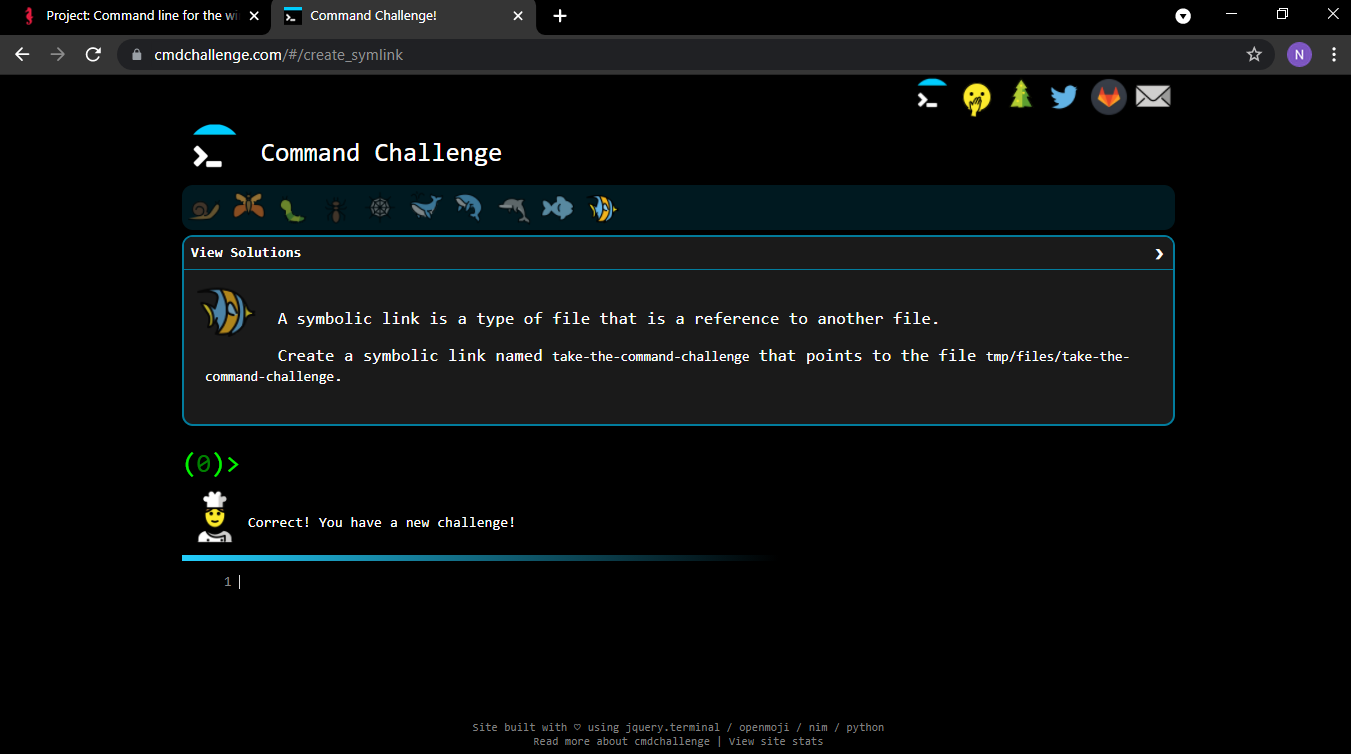 Project: Command line for the wi
Command Challenge!
cmdchallenge.com/#/create_symlink
N
Command Challenge
View Solutions
A symbolic link is a type of file that is a reference to another file.
Create a symbolic link named take-the-command-challenge that points to the file tmp/files/take-the-
command-challenge.
(0)>
Correct! You have a new challenge!
1
Site built with ♡ using jquery.terminal / openmoji / nim / python
Read more about cmdchallenge | View site stats